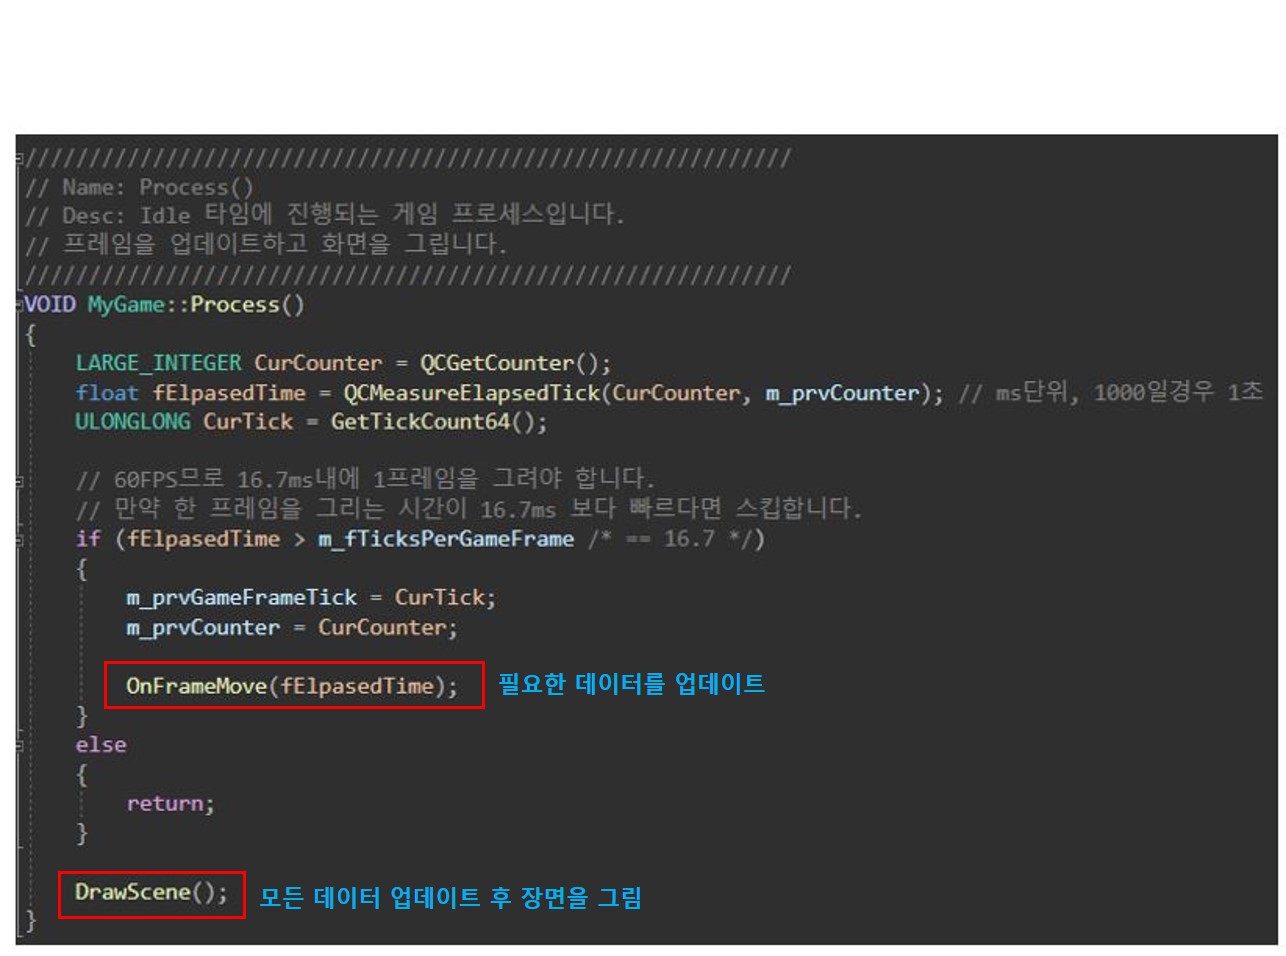 ////////////////////////////////////////////////////////////
// Name: Process()
// Desc: Idle 타임에 진행되는 게임 프로세스입니다.
// 프레임을 업데이트하고 화면을 그립니다.
////////////////////////////////////////////////////////////
VOID MyGame::Process()
{
LARGE_INTEGER CurCounter = QCGetCounter();
float fElpasedTime = QCMeasureElapsedTick(CurCounter, m_prvCounter); // ms단위, 1000일경우 1초
ULONGLONG CurTick = GetTickCount64();
// 60FPS므로 16.7ms내에 1프레임을 그려야 합니다.
// 만약 한 프레임을 그리는 시간이 16.7ms 보다 빠르다면 스킵합니다.
if (fElpasedTime > m_fTicksPerGameFrame /* == 16.7 */)
{
m_prvGameFrameTick = CurTick;
m_prvCounter = CurCounter;
OnFrameMove(fElpasedTime); 필요한 데이터를 업데이트
}
else
{
return;
}
DrawScene(); 모든 데이터 업데이트 후 장면을 그림
}